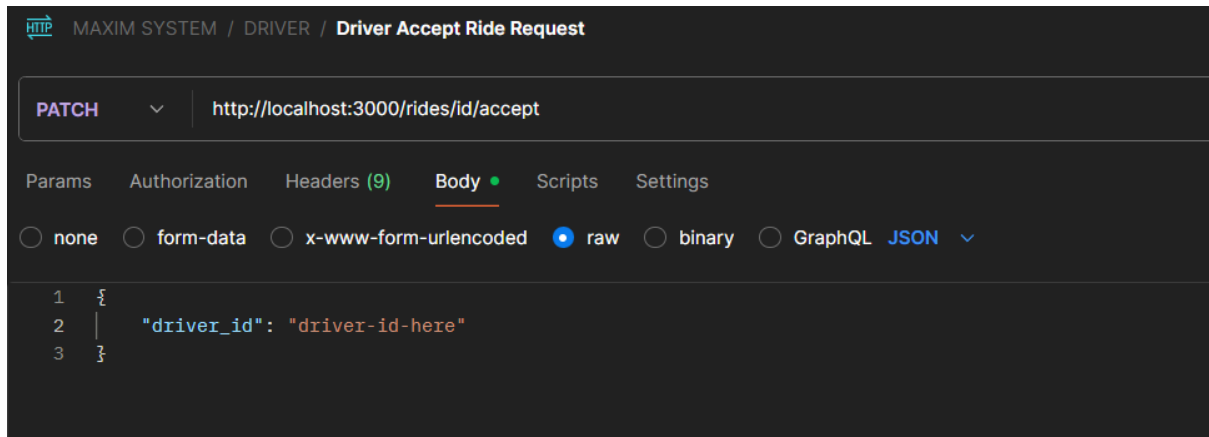 HTTP MAXIM SYSTEM / DRIVER / Driver Accept Ride Request
PATCH http://localhost:3000/rides/id/accept
Params Authorization Headers (9) Body Scripts Settings
none form-data x-www-form-urlencoded raw binary GraphQL JSON
1 {
2 "driver_id": "driver-id-here"
3 }